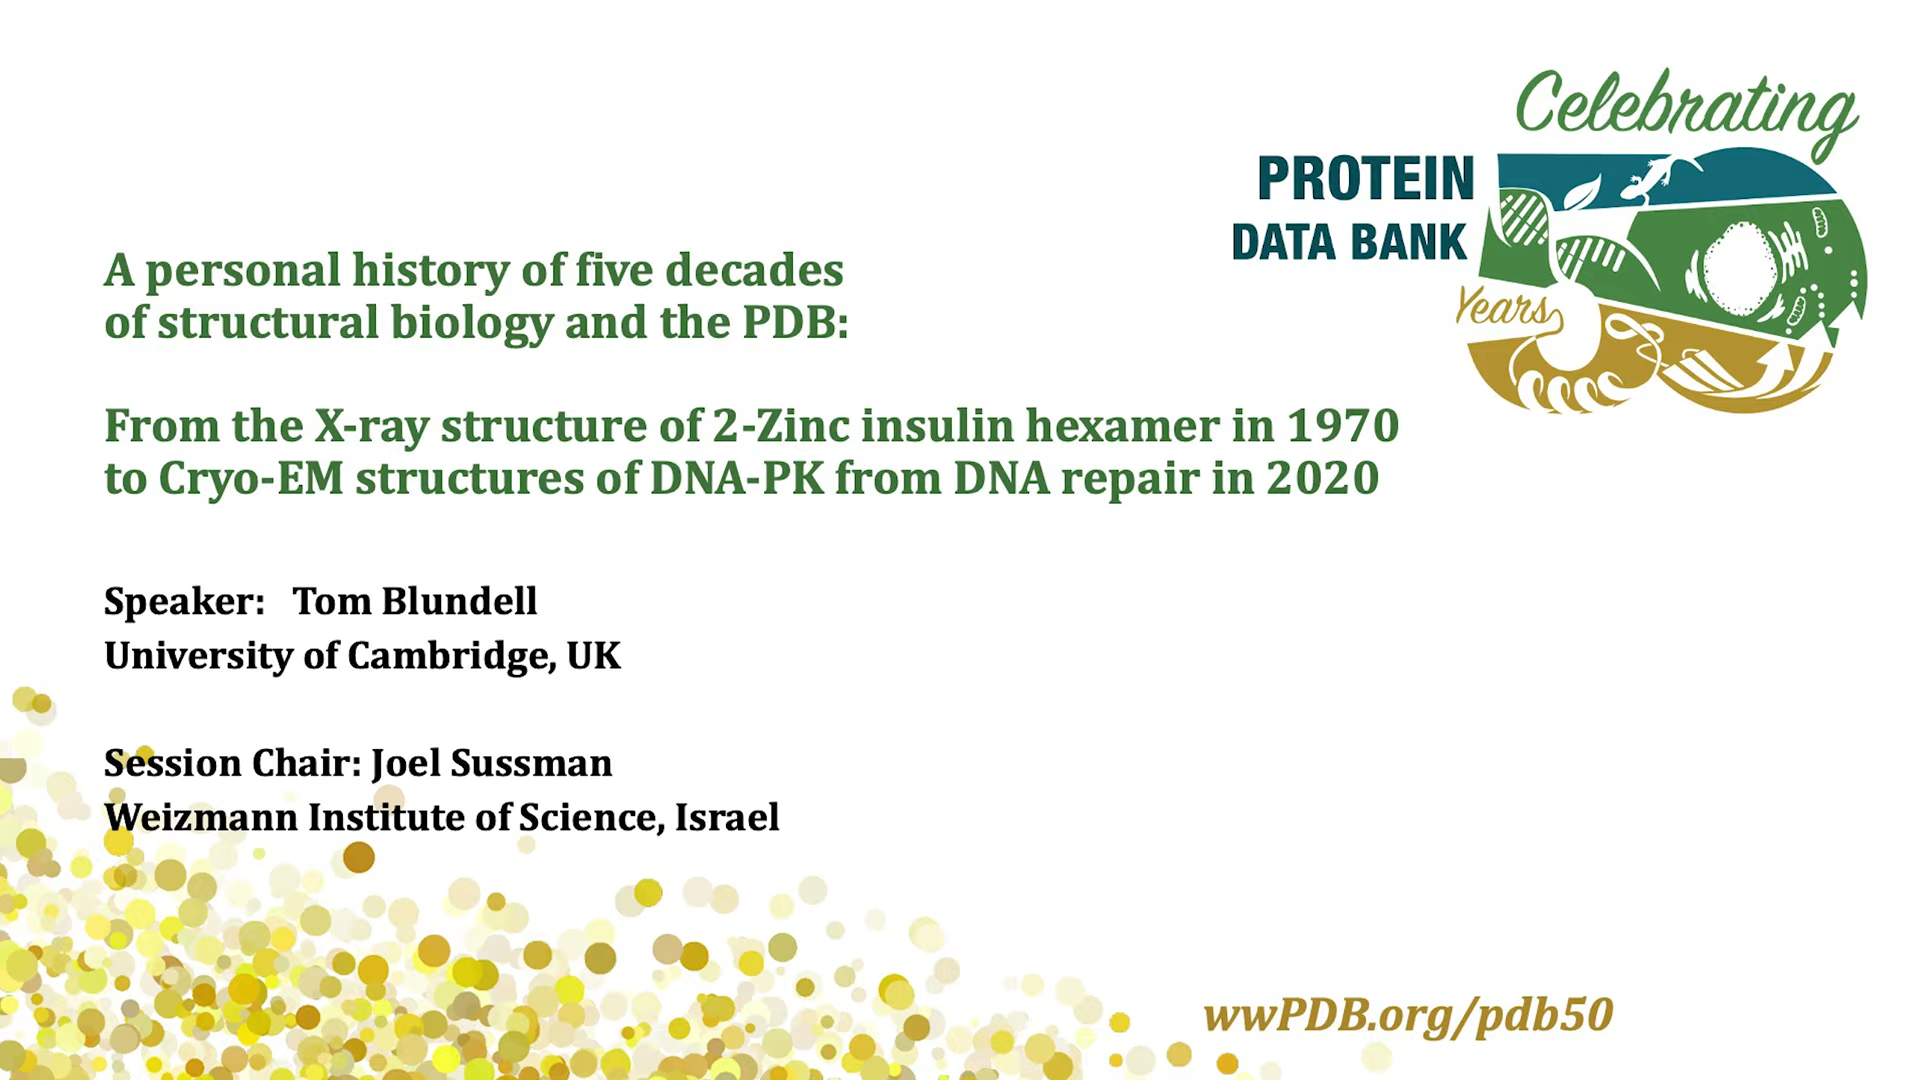 Celebrating
PROTEIN
DATA BANK
Years
A personal history of five decades
of structural biology and the PDB:
From the X-ray structure of 2-Zinc insulin hexamer in 1970
to Cryo-EM structures of DNA-PK from DNA repair in 2020
Speaker: Tom Blundell
University of Cambridge, UK
Session Chair: Joel Sussman
Weizmann Institute of Science, Israel
wwPDB.org/pdb50